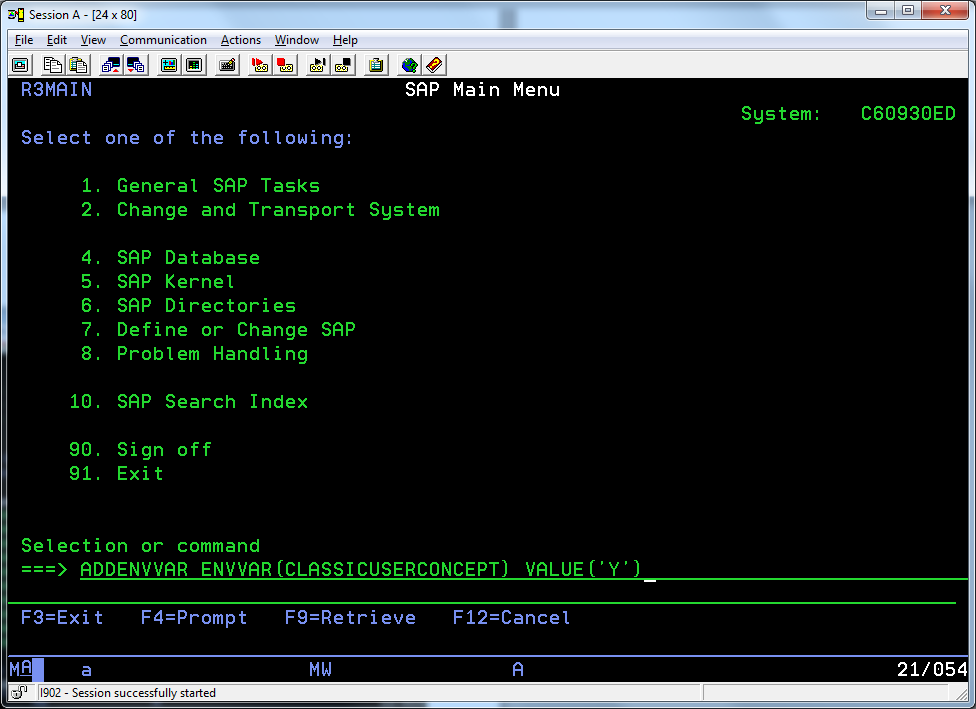 Session A - [24 x 80]
File Edit View Communication Actions Window Help
R3MAIN SAP Main Menu
System: C60930ED
Select one of the following:
1. General SAP Tasks
2. Change and Transport System
4. SAP Database
5. SAP Kernel
6. SAP Directories
7. Define or Change SAP
8. Problem Handling
10. SAP Search Index
90. Sign off
91. Exit
Selection or command
===> ADDENVVAR ENVVAR(CLASSICUSERCONCEPT) VALUE('Y')
F3=Exit F4=Prompt F9=Retrieve F12=Cancel
MA a MW A 21/054
I902 - Session successfully started